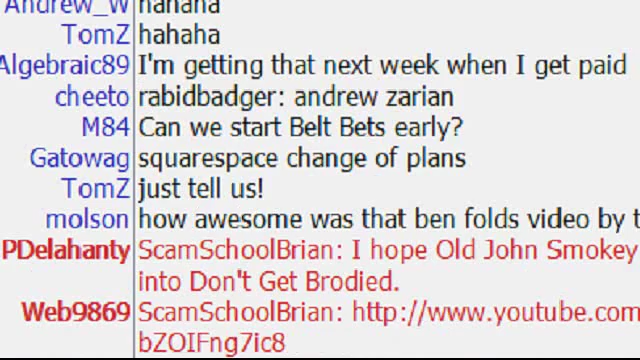 Andrew_W hahaha
TomZ hahaha
Algebraic89 I'm getting that next week when I get paid
cheeto rabidbadger: andrew zarian
M84 Can we start Belt Bets early?
Gatowag squarespace change of plans
TomZ just tell us!
molson how awesome was that ben folds video by t
PDelahanty ScamSchoolBrian: I hope Old John Smokey
into Don't Get Brodied.
Web9869 ScamSchoolBrian: http://www.youtube.com
bZOIFng7ic8